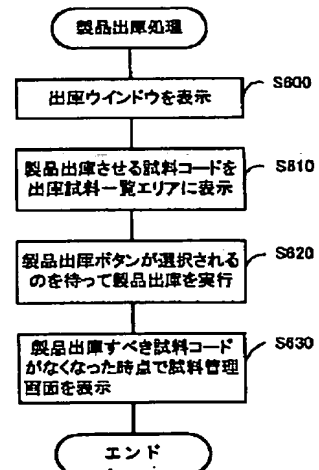 製品出庫処理
出庫ウインドウを表示
S600
製品出庫させる試料コードを
出庫試料一覧エリアに表示
S610
製品出庫ボタンが選択される
のを待って製品出庫を実行
S620
製品出庫すべき試料コード
がなくなった時点で試料管理
画面を表示
S630
エンド